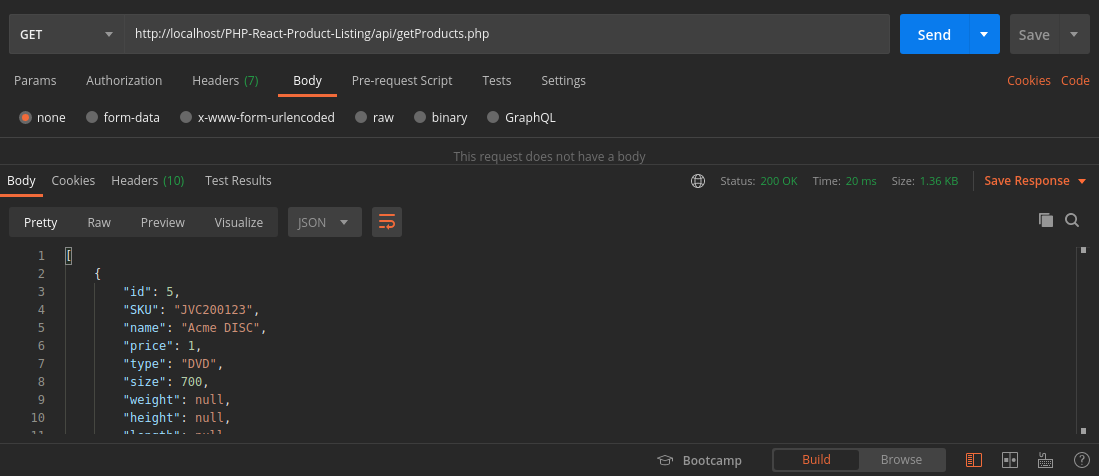 GET http://localhost/PHP-React-Product-Listing/api/getProducts.php Send Save
Params Authorization Headers (7) Body Pre-request Script Tests Settings Cookies Code
none form-data x-www-form-urlencoded raw binary GraphQL
This request does not have a body
Body Cookies Headers (10) Test Results Status: 200 OK Time: 20 ms Size: 1.36 KB Save Response
Pretty Raw Preview Visualize JSON
1 [
2 {
3 "id": 5,
4 "SKU": "JVC200123",
5 "name": "Acme DISC",
6 "price": 1,
7 "type": "DVD",
8 "size": 700,
9 "weight": null,
10 "height": null,
11 "length": null
Bootcamp Build Browse